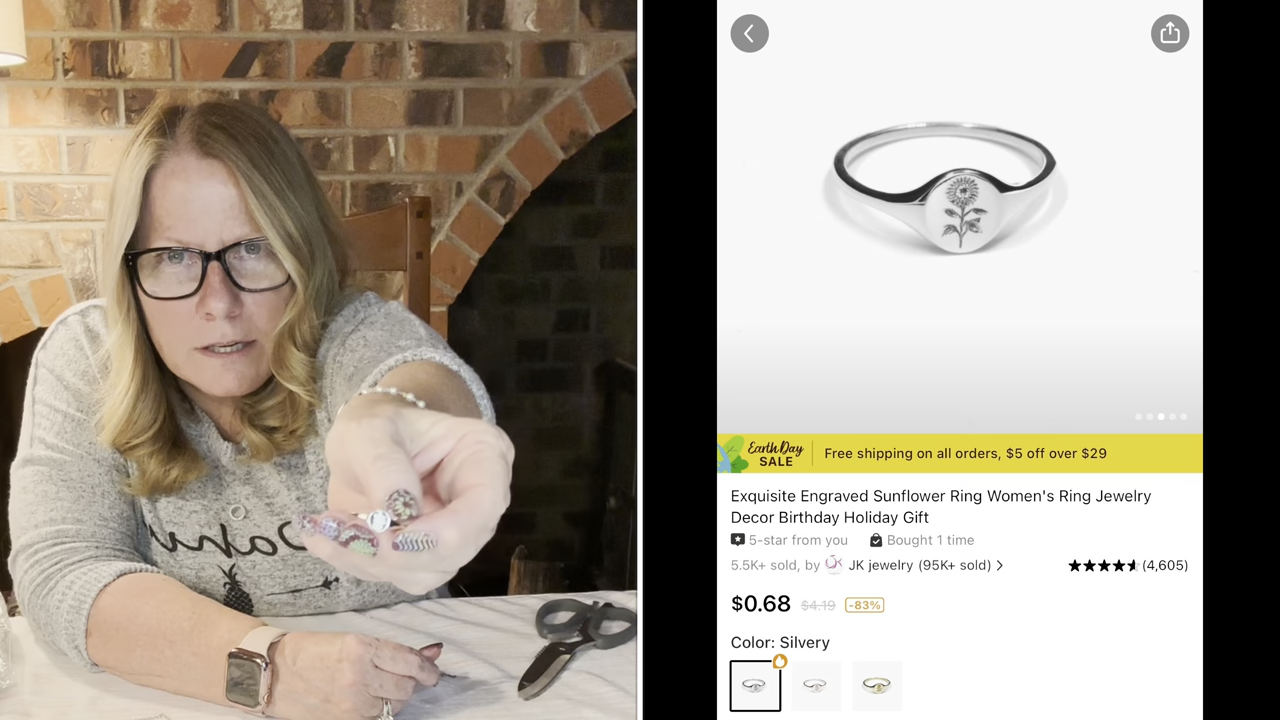 Earth Day
SALE
Free shipping on all orders, $5 off over $29
Exquisite Engraved Sunflower Ring Women's Ring Jewelry
Decor Birthday Holiday Gift
5-star from you Bought 1 time
5.5K+ sold, by JK jewelry (95K+ sold) >
(4,605)
$0.68 $4.19 -83%
Color: Silvery